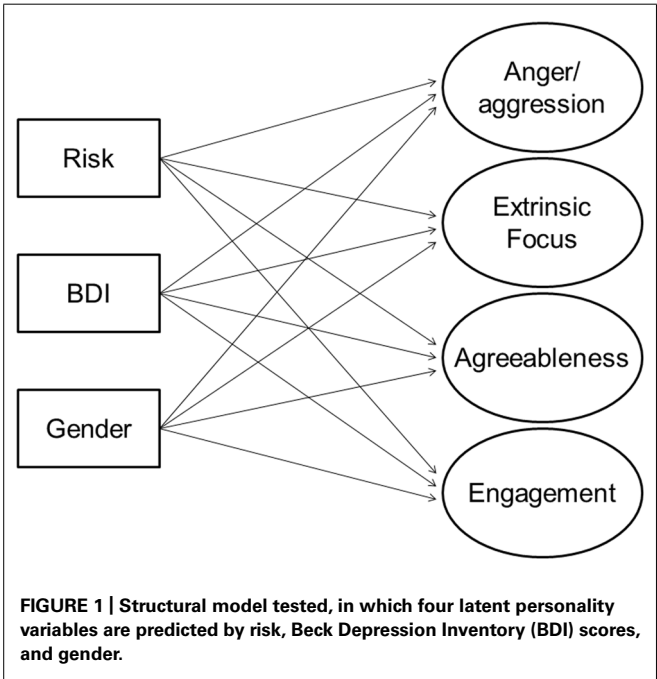 Risk
BDI
Gender
Anger/
aggression
Extrinsic
Focus
Agreeableness
Engagement
FIGURE 1 | Structural model tested, in which four latent personality
variables are predicted by risk, Beck Depression Inventory (BDI) scores,
and gender.